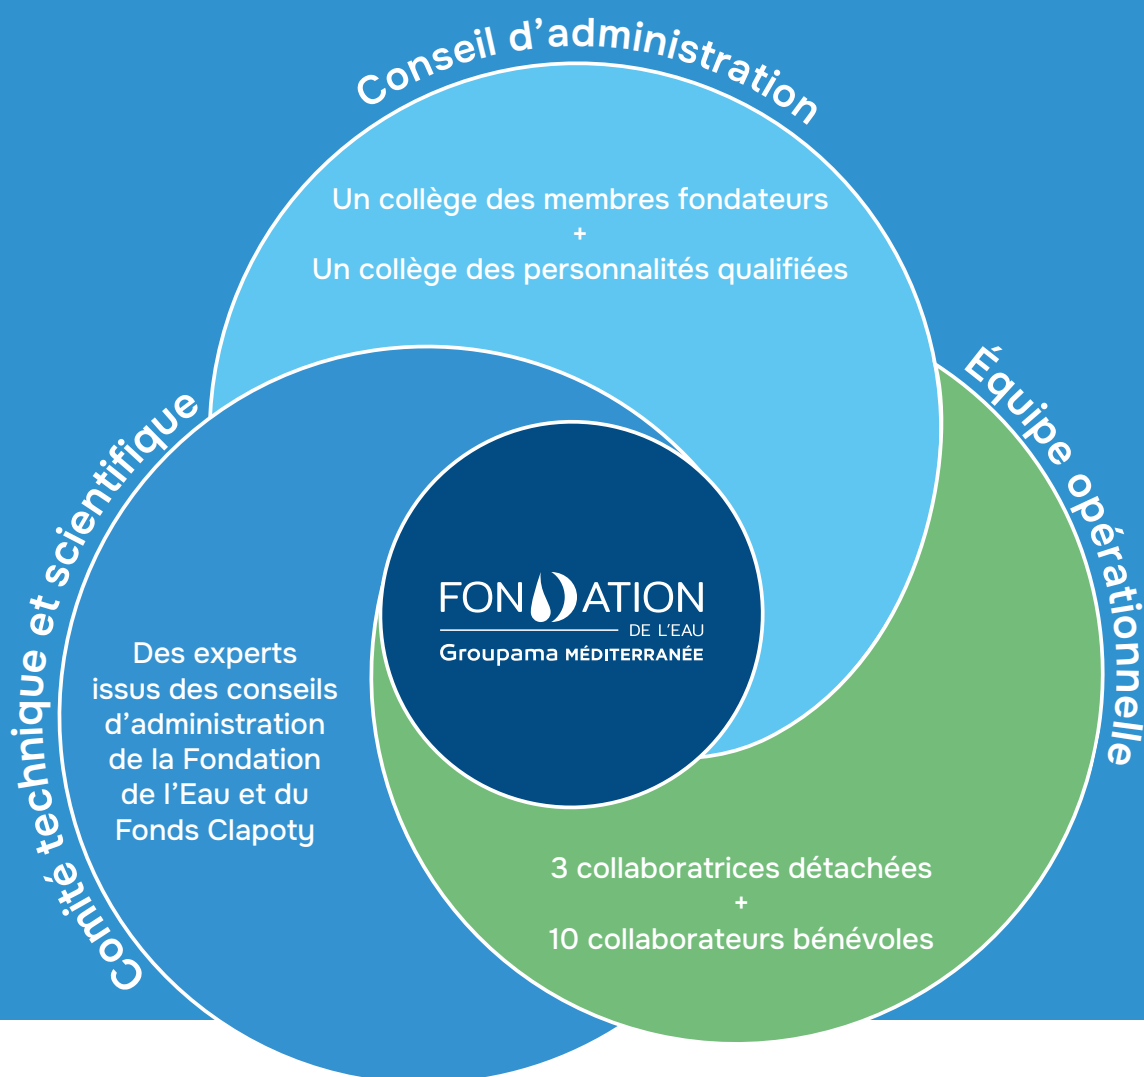 Conseil d'administration
Un collège des membres fondateurs
+
Un collège des personnalités qualifiées
Comité technique et scientifique
Des experts
issus des conseils
d'administration
de la Fondation
de l'Eau et du
Fonds Clapoty
FONDATION
DE L'EAU
Groupama MÉDITERRANÉE
Équipe opérationnelle
3 collaboratrices détachées
+
10 collaborateurs bénévoles